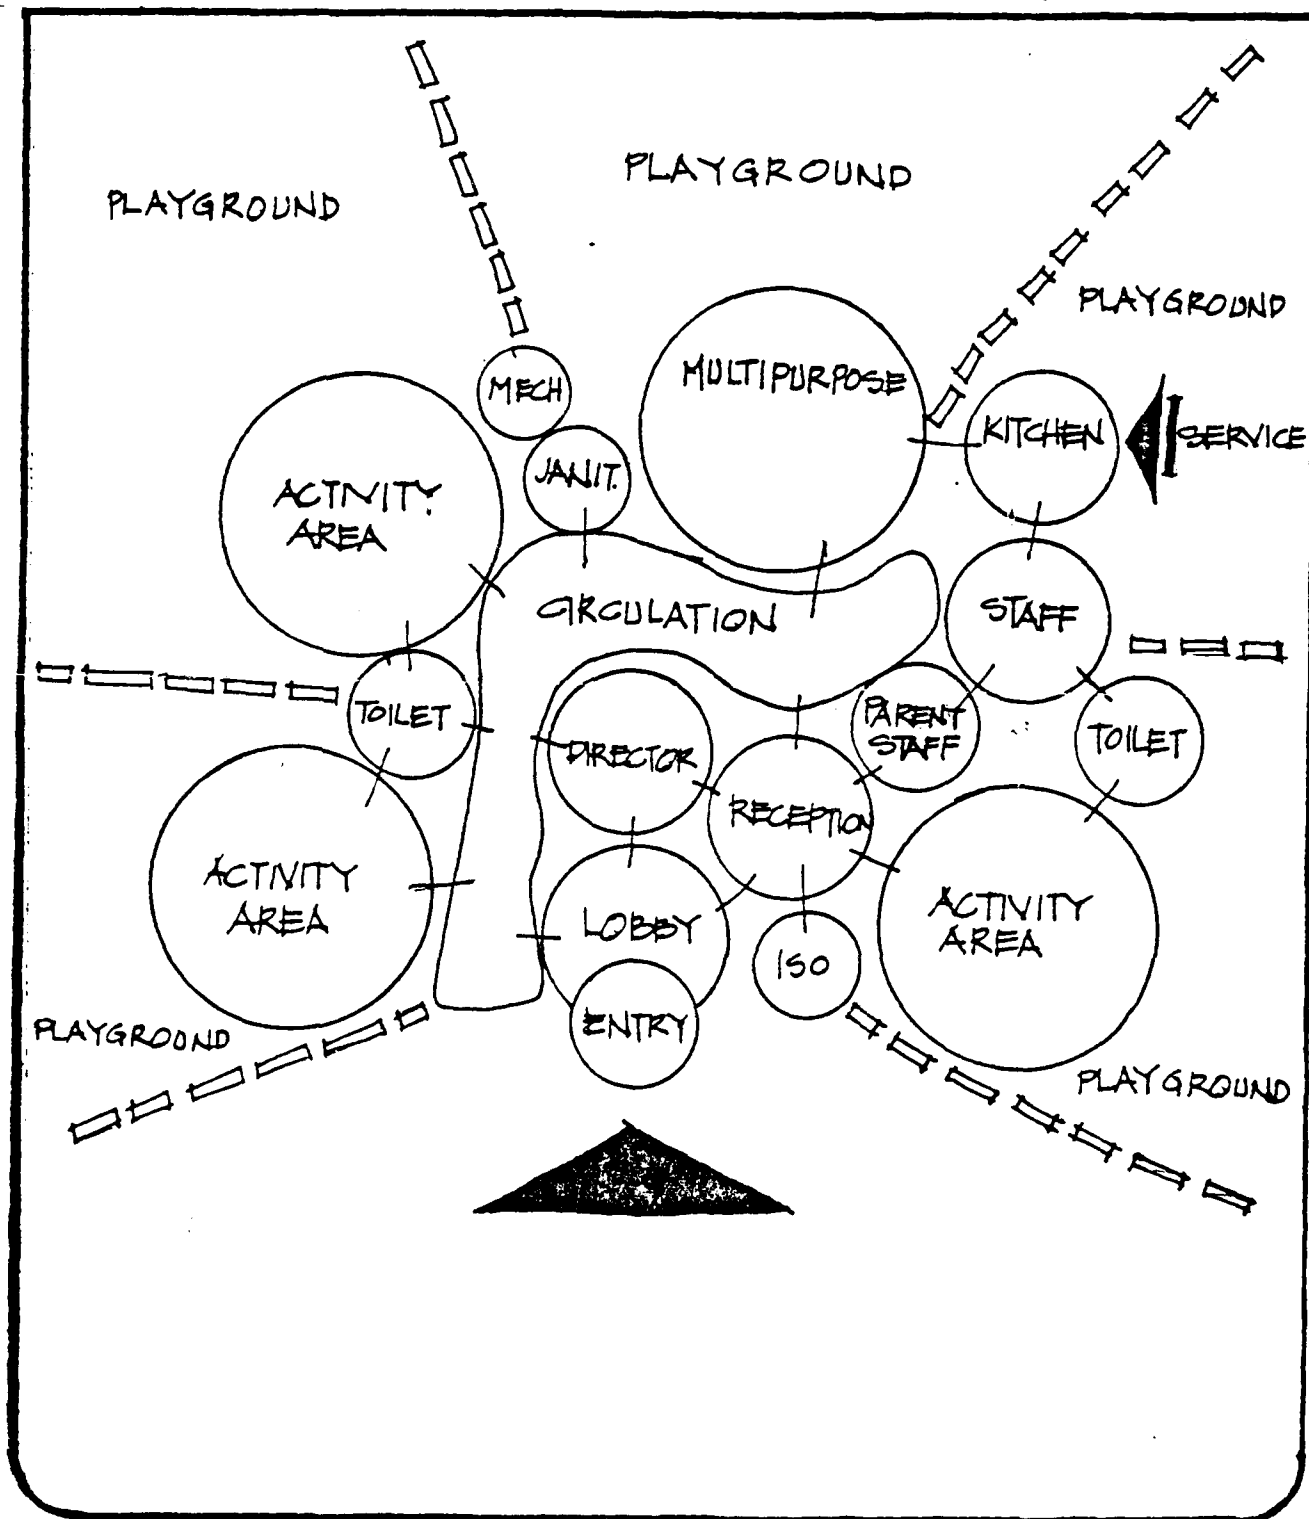 PLAYGROUND
PLAYGROUND
PLAYGROUND
MECH
MULTIPURPOSE
KITCHEN
SERVICE
JANIT.
ACTIVITY
AREA
CIRCULATION
STAFF
TOILET
PARENT
STAFF
TOILET
DIRECTOR
RECEPTION
ACTIVITY
AREA
LOBBY
ISO
ACTIVITY
AREA
ENTRY
PLAYGROUND
PLAYGROUND